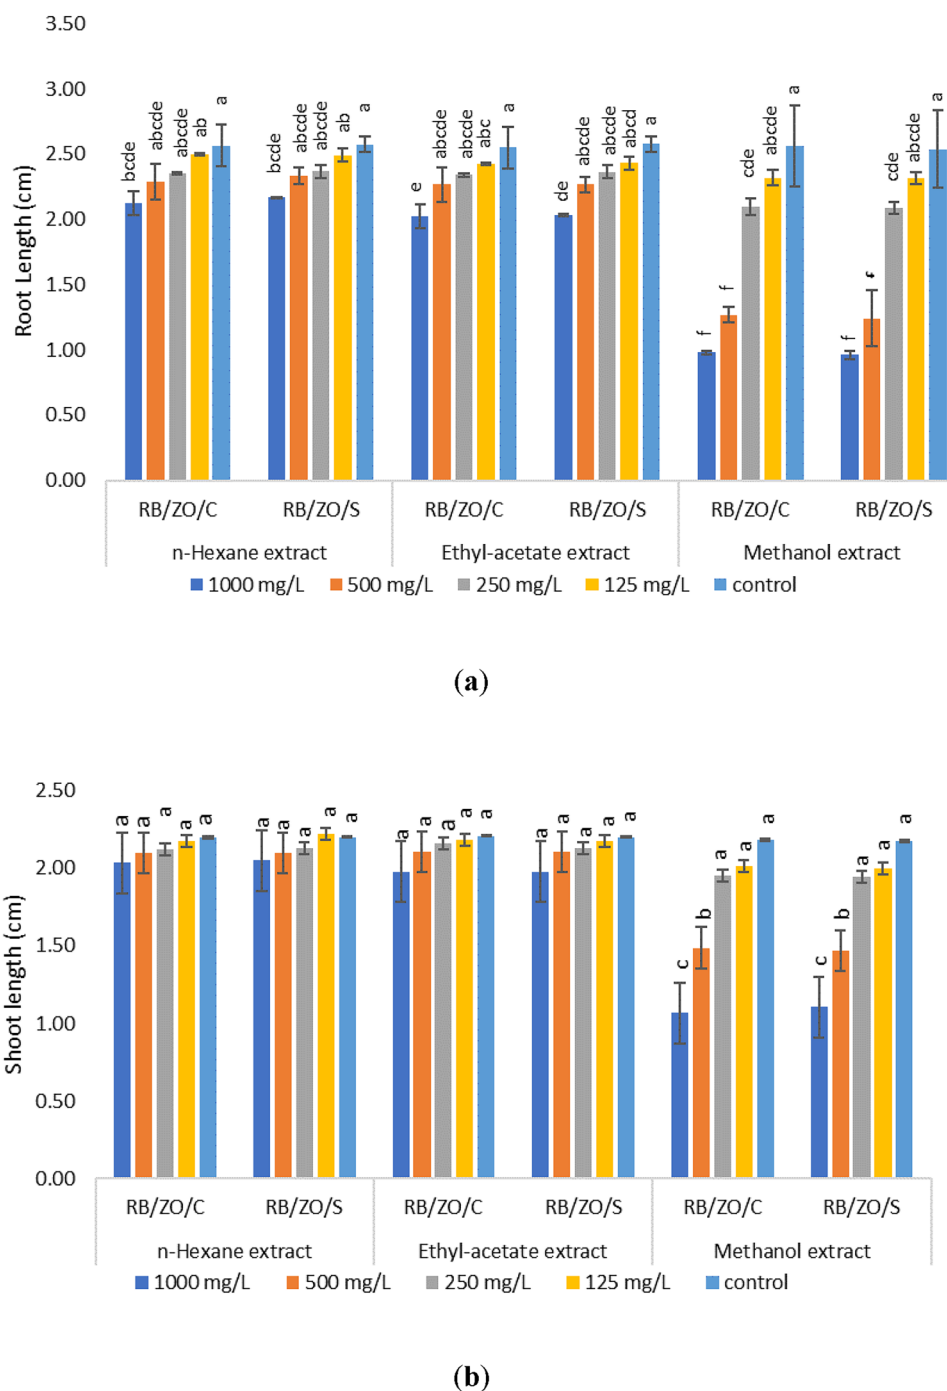 3.50
3.00
2.50
2.00
1.50
1.00
0.50
0.00
Root Length (cm)
bcde abcde abcde ab a
bcde abcde abcde ab a
e abcde abcde abc a
de abcde abcde abcd a
f f cde abcde a
f cde abcde a
RB/ZO/C RB/ZO/S RB/ZO/C RB/ZO/S RB/ZO/C RB/ZO/S
n-Hexane extract Ethyl-acetate extract Methanol extract
1000 mg/L 500 mg/L 250 mg/L 125 mg/L control
(a)
2.50
2.00
1.50
1.00
0.50
0.00
Shoot length (cm)
a a a a a
a a a a a
a a a a a
a a a a a
c b a a a
c b a a a
RB/ZO/C RB/ZO/S RB/ZO/C RB/ZO/S RB/ZO/C RB/ZO/S
n-Hexane extract Ethyl-acetate extract Methanol extract
1000 mg/L 500 mg/L 250 mg/L 125 mg/L control
(b)